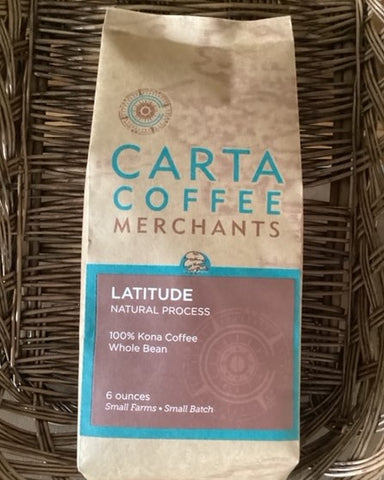 CARTA
COFFEE
MERCHANTS
LATITUDE
NATURAL PROCESS
100% Kona Coffee
Whole Bean
6 ounces
Small Farms • Small Batch